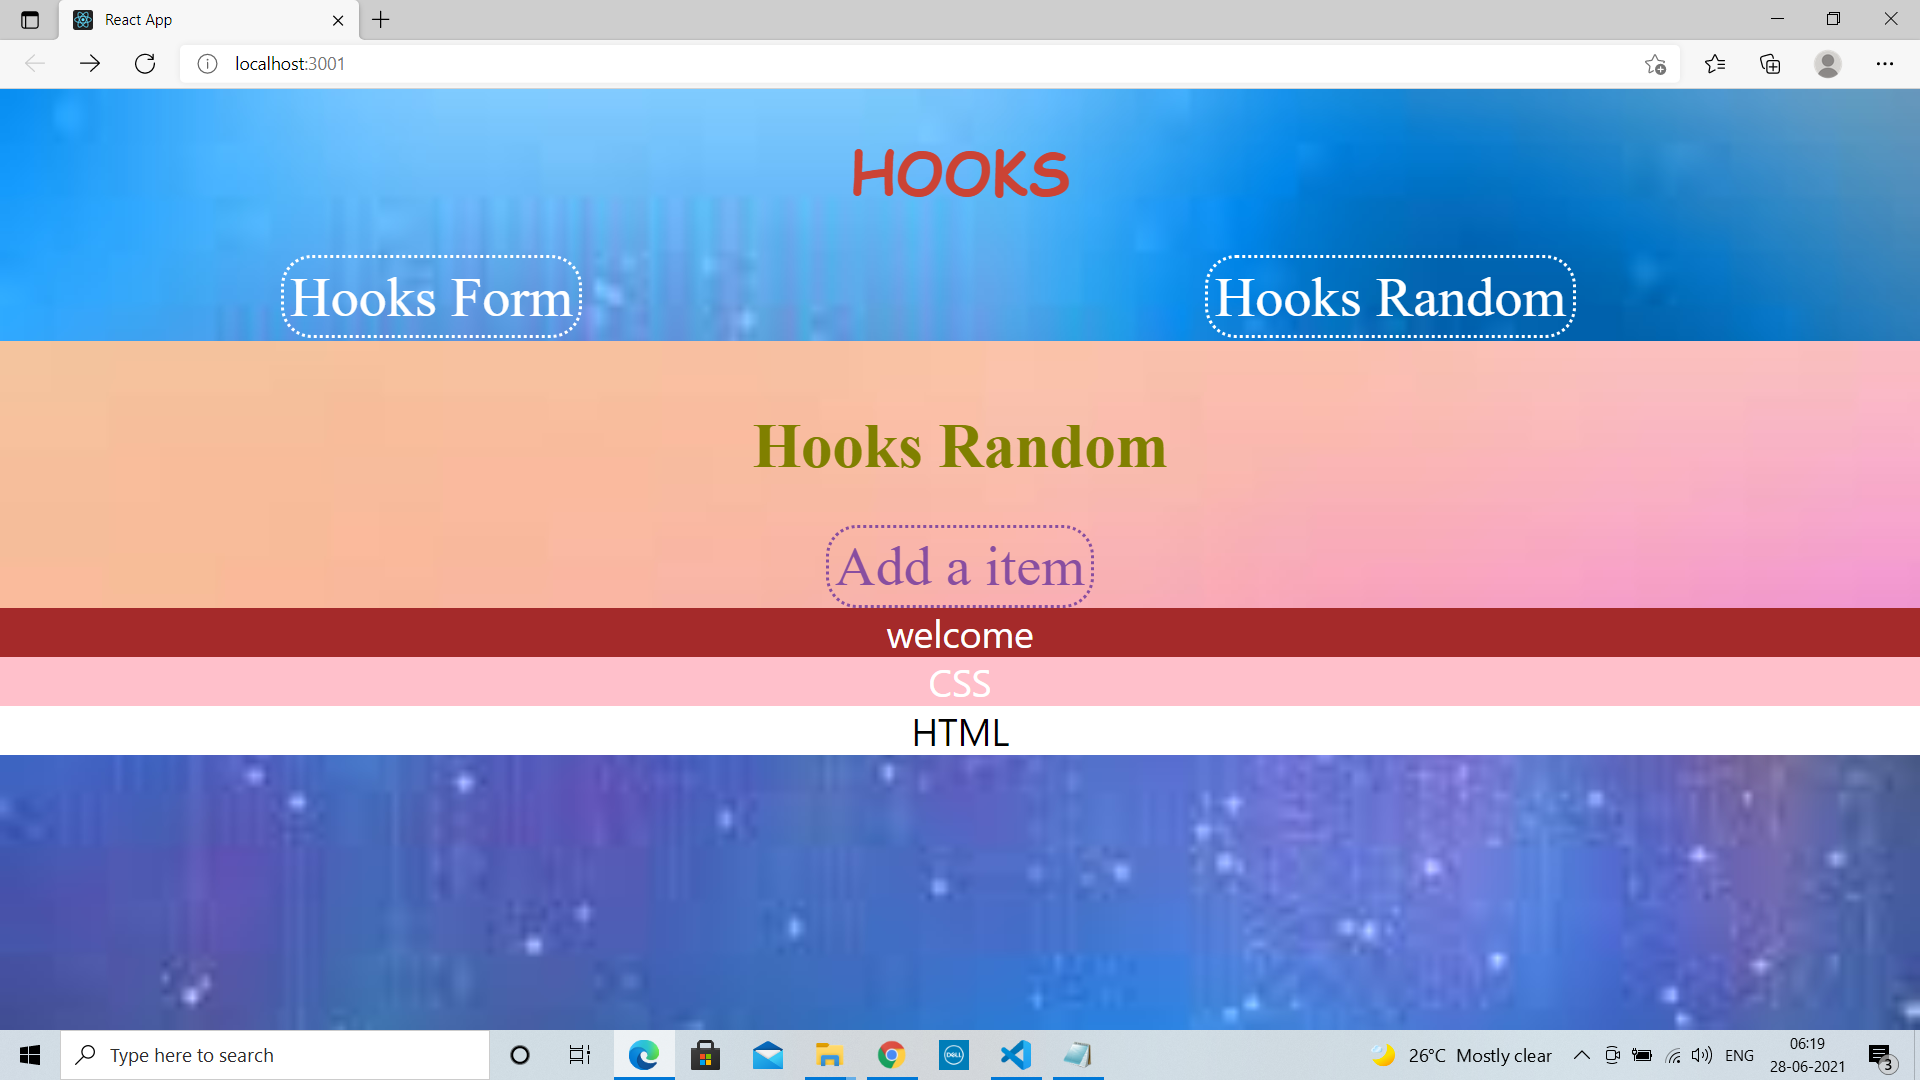 React App
localhost:3001
HOOKS
Hooks Form
Hooks Random
Hooks Random
Add a item
welcome
CSS
HTML
Type here to search
DELL
26°C Mostly clear
ENG
06:19
28-06-2021
3